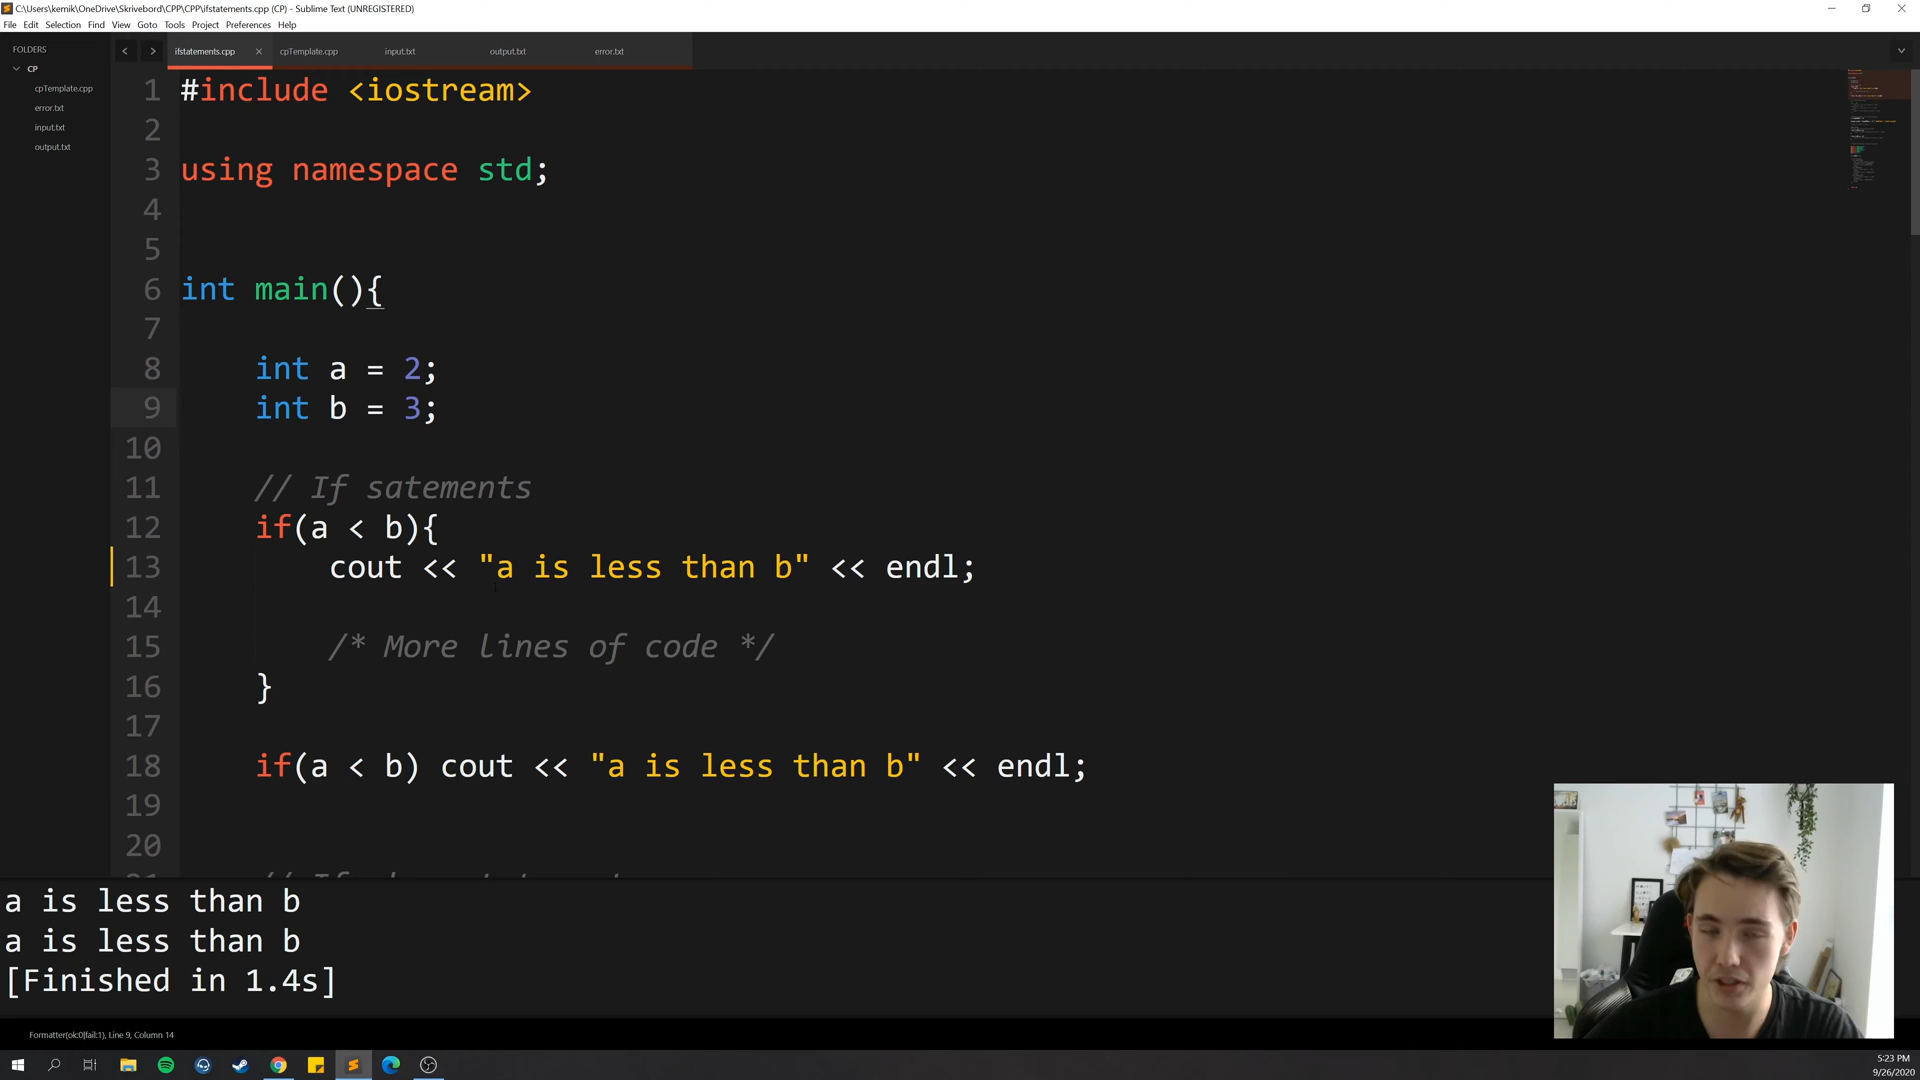 C:\Users\kemik\OneDrive\Skrivebord\CPP\CPP\ifstatements.cpp (CP) - Sublime Text (UNREGISTERED)
File Edit Selection Find View Goto Tools Project Preferences Help
FOLDERS
CP
cpTemplate.cpp
error.txt
input.txt
output.txt
ifstatements.cpp cpTemplate.cpp input.txt output.txt error.txt
1 #include <iostream>
2
3 using namespace std;
4
5
6 int main(){
7
8 int a = 2;
9 int b = 3;
10
11 // If satements
12 if(a < b){
13 cout << "a is less than b" << endl;
14
15 /* More lines of code */
16 }
17
18 if(a < b) cout << "a is less than b" << endl;
19
20
a is less than b
a is less than b
[Finished in 1.4s]
Formatter(ok:0|fail:1), Line 9, Column 14
5:23 PM
9/26/2020